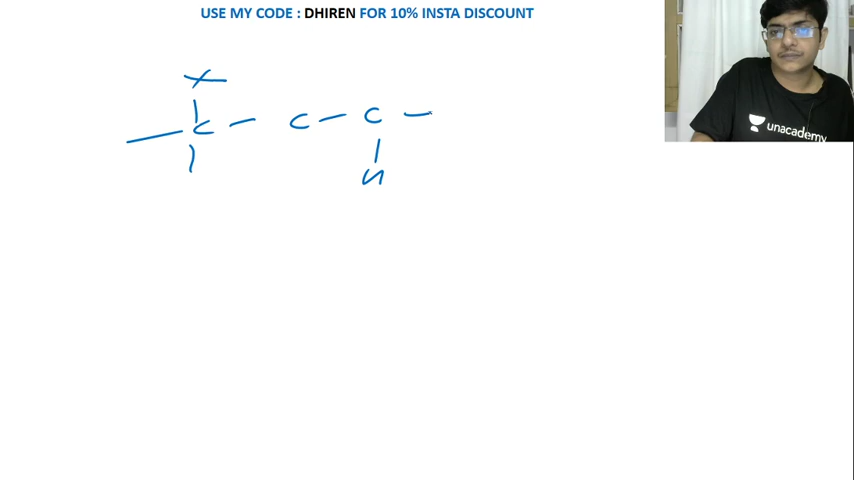 USE MY CODE : DHIREN FOR 10% INSTA DISCOUNT
X
C - C - C -
H
unacademy